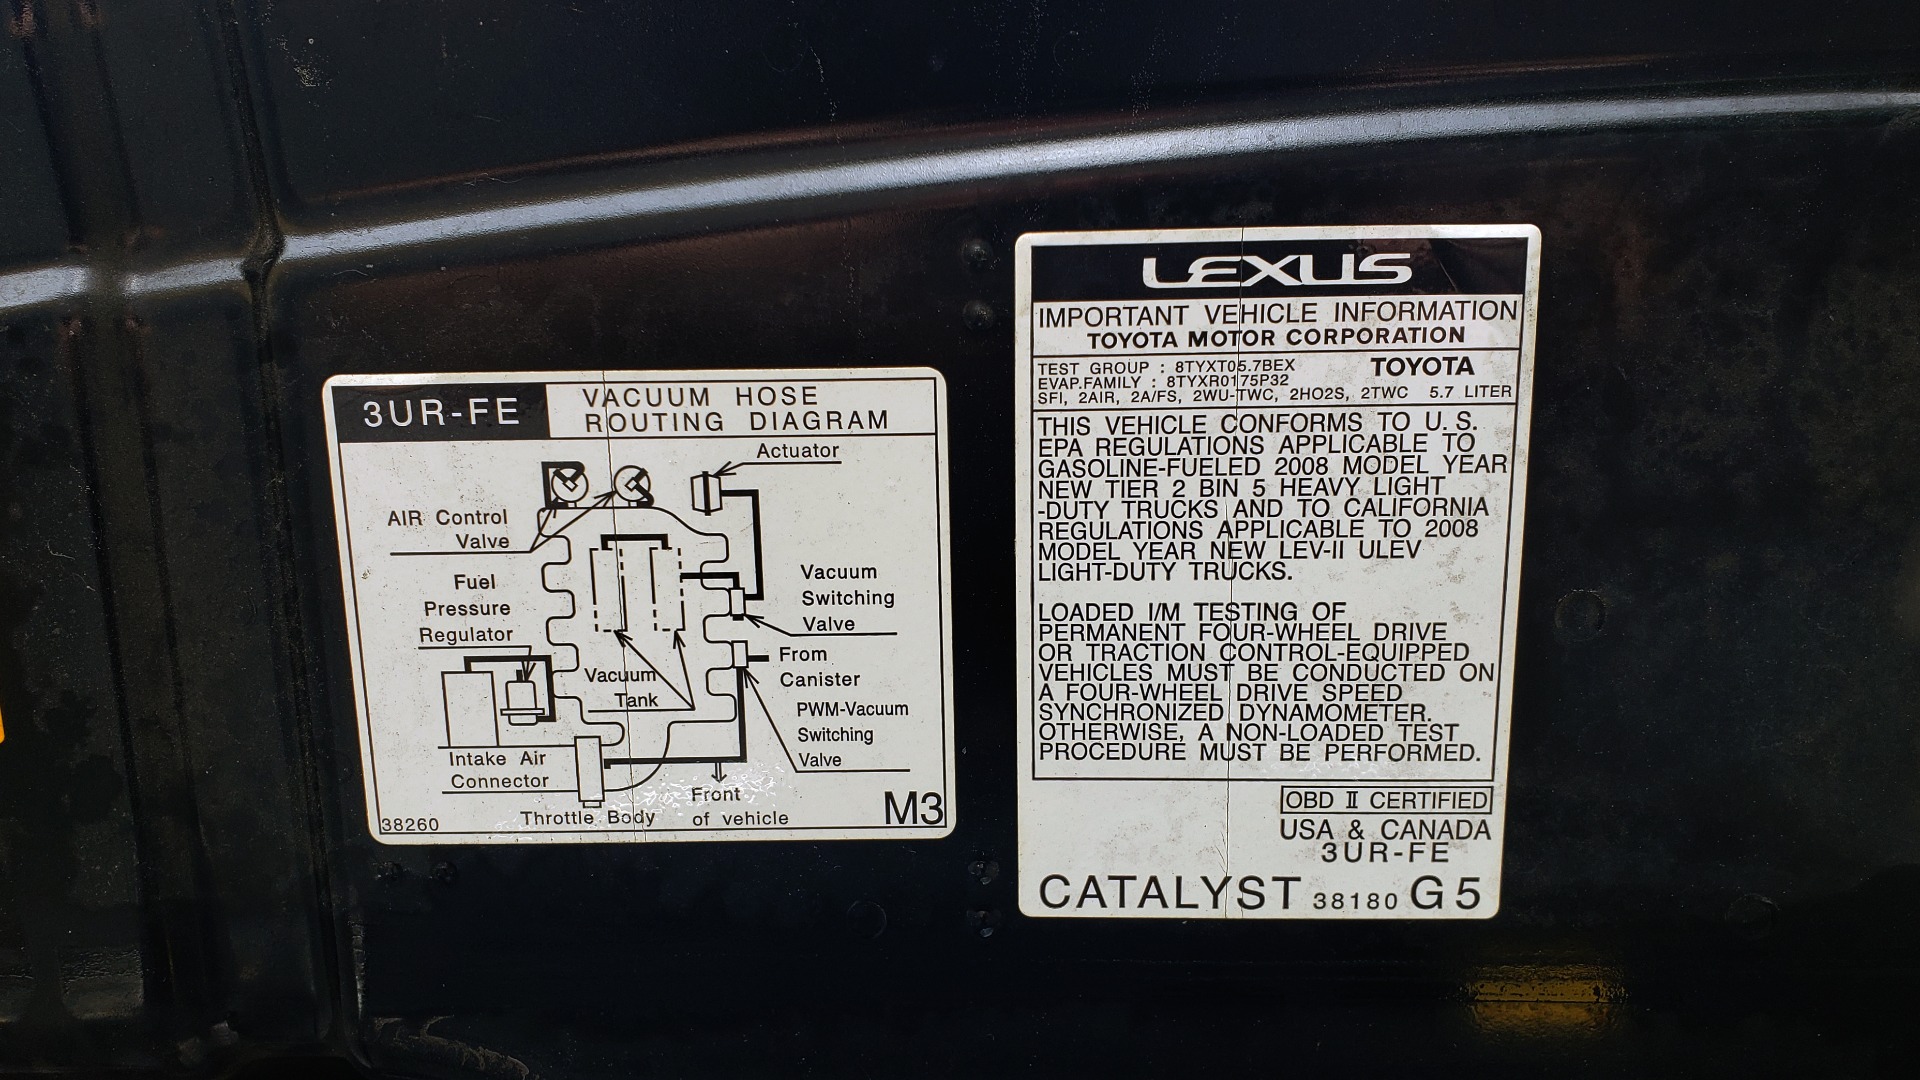 3UR-FE
VACUUM HOSE
ROUTING DIAGRAM
Actuator
AIR Control
Valve
Fuel
Pressure
Regulator
Vacuum
Switching
Valve
From
Canister
Vacuum
Tank
PWM-Vacuum
Switching
Valve
Intake Air
Connector
Front
of vehicle
Throttle Body
38260
M3
LEXUS
IMPORTANT VEHICLE INFORMATION
TOYOTA MOTOR CORPORATION
TEST GROUP : 8TYXT05.7BEX TOYOTA
EVAP.FAMILY : 8TYXR0175P32
SFI, 2AIR, 2A/FS, 2WU-TWC, 2HO2S, 2TWC 5.7 LITER
THIS VEHICLE CONFORMS TO U.S.
EPA REGULATIONS APPLICABLE TO
GASOLINE-FUELED 2008 MODEL YEAR
NEW TIER 2 BIN 5 HEAVY LIGHT
-DUTY TRUCKS AND TO CALIFORNIA
REGULATIONS APPLICABLE TO 2008
MODEL YEAR NEW LEV-II ULEV
LIGHT-DUTY TRUCKS.
LOADED I/M TESTING OF
PERMANENT FOUR-WHEEL DRIVE
OR TRACTION CONTROL-EQUIPPED
VEHICLES MUST BE CONDUCTED ON
A FOUR-WHEEL DRIVE SPEED
SYNCHRONIZED DYNAMOMETER.
OTHERWISE, A NON-LOADED TEST
PROCEDURE MUST BE PERFORMED.
OBD II CERTIFIED
USA & CANADA
3UR-FE
CATALYST 38180 G5